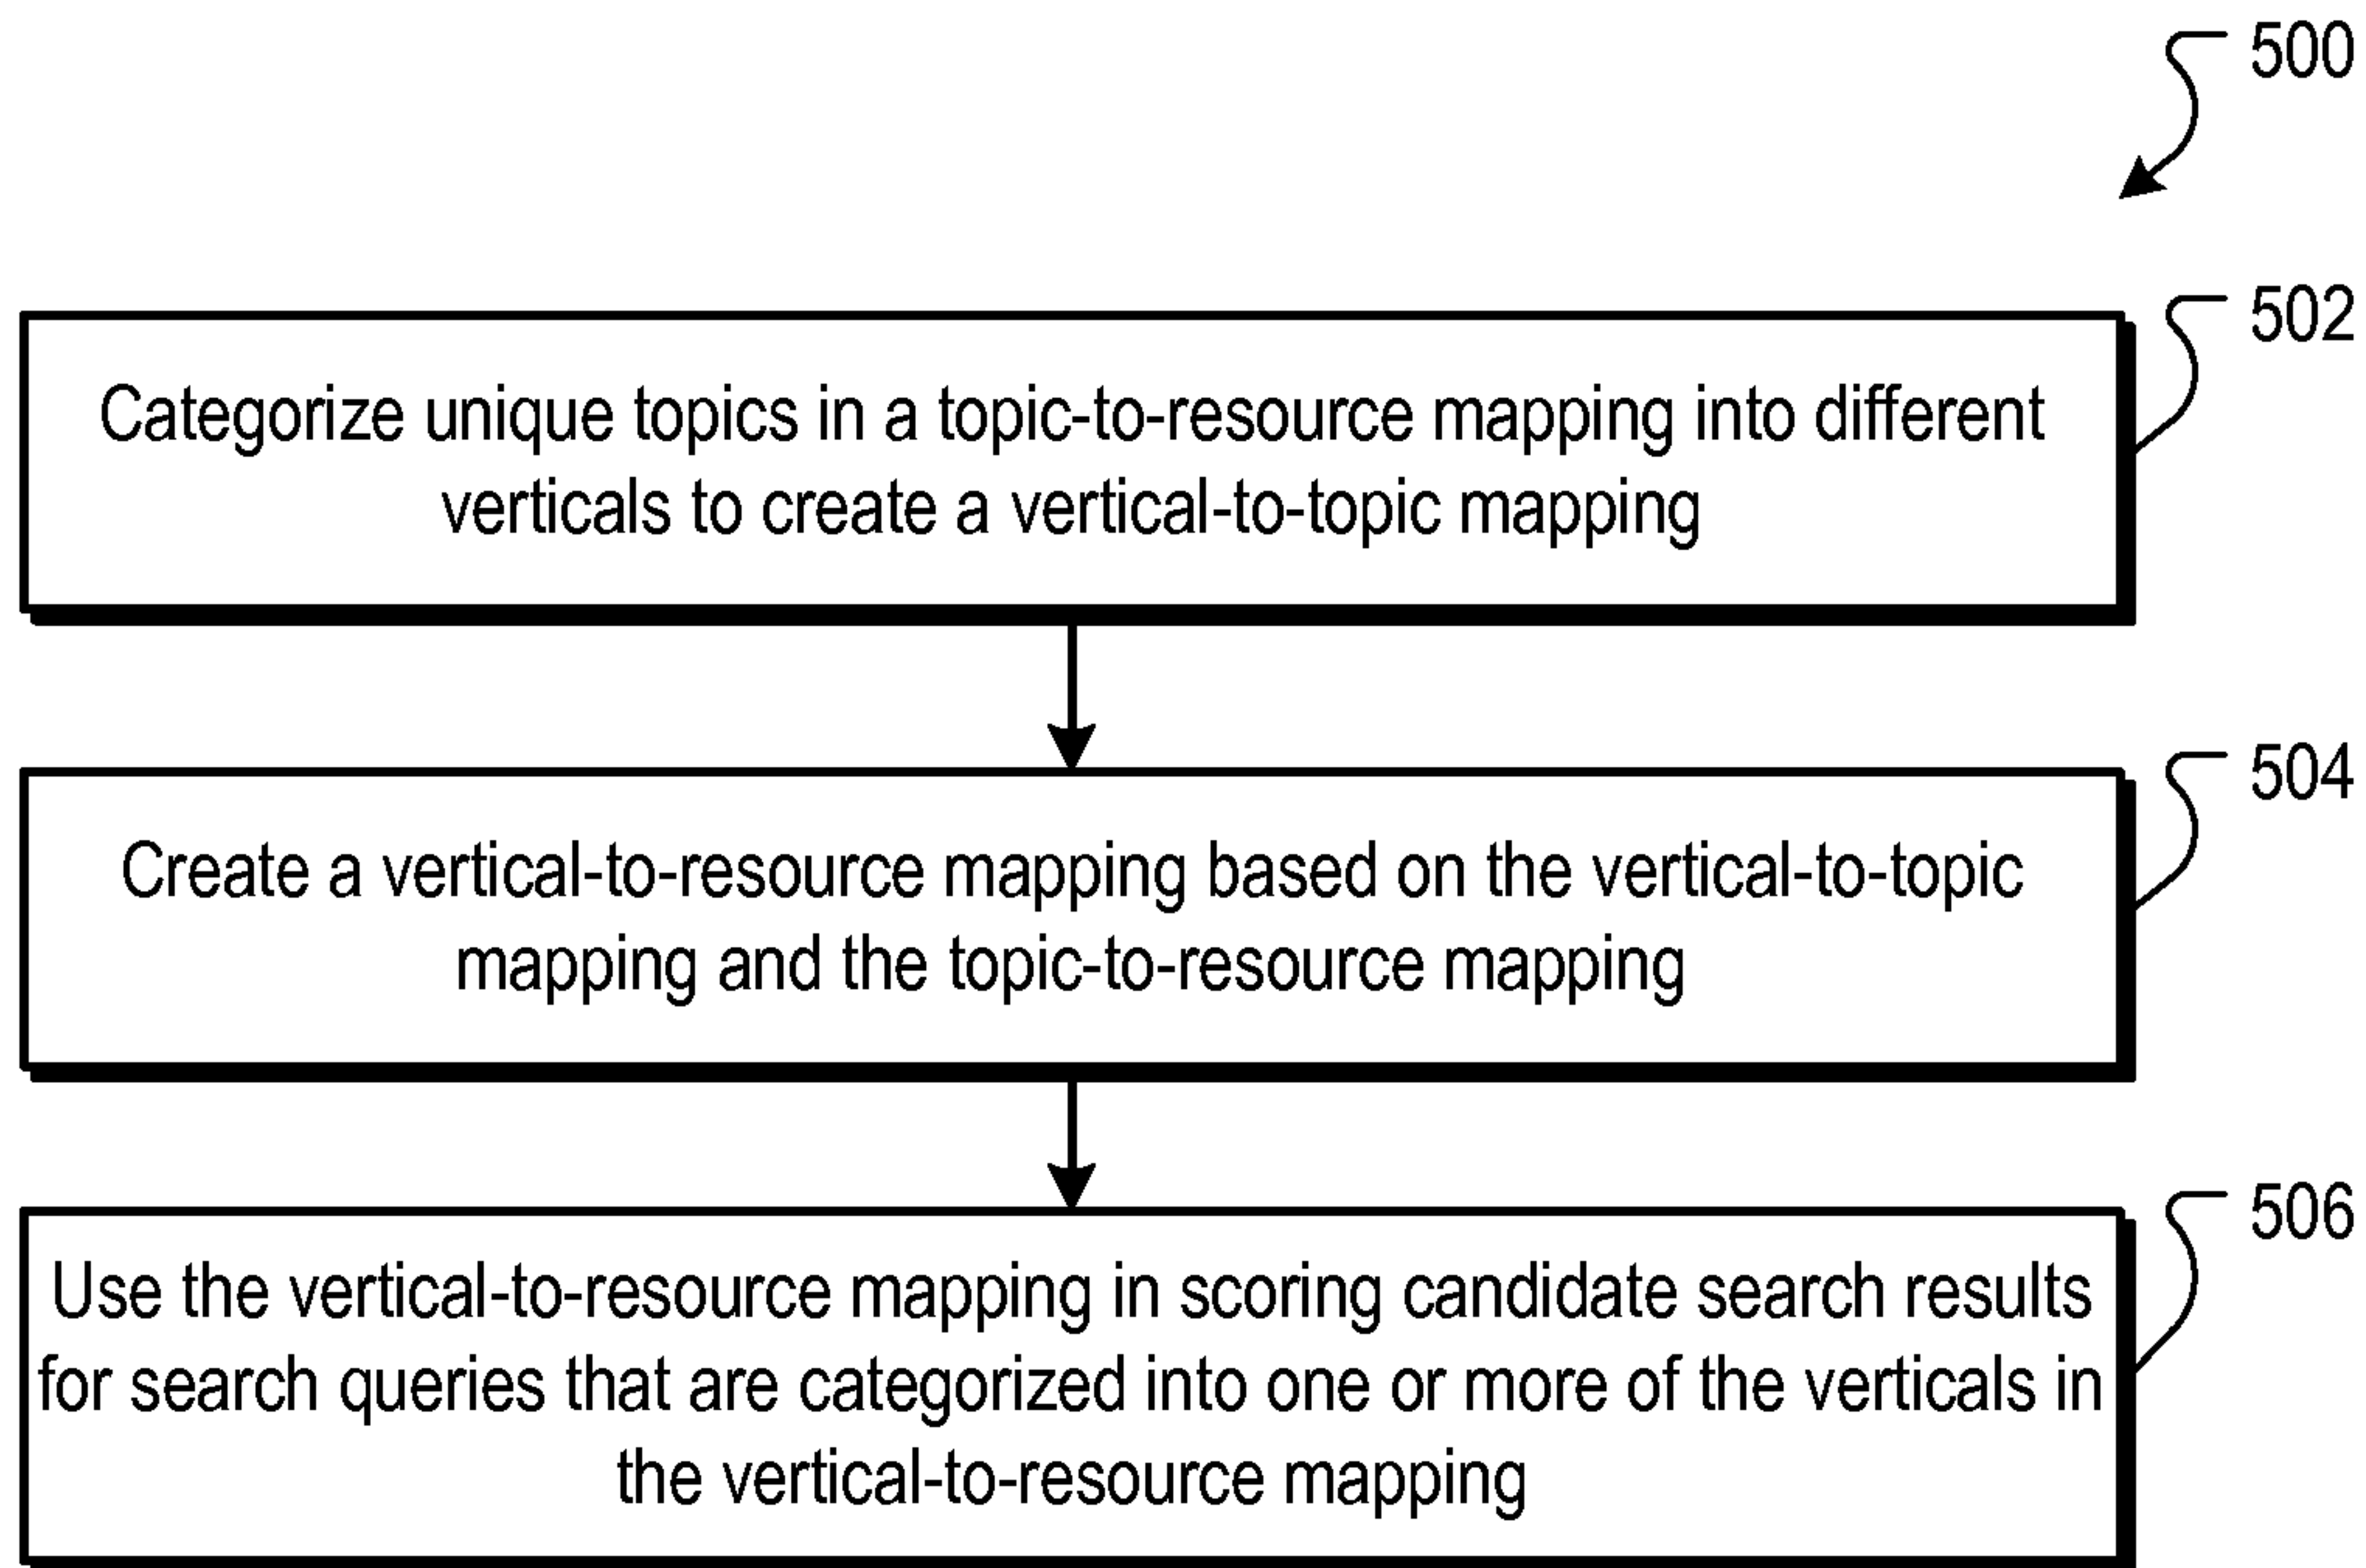 500
502
Categorize unique topics in a topic-to-resource mapping into different
verticals to create a vertical-to-topic mapping
504
Create a vertical-to-resource mapping based on the vertical-to-topic
mapping and the topic-to-resource mapping
506
Use the vertical-to-resource mapping in scoring candidate search results
for search queries that are categorized into one or more of the verticals in
the vertical-to-resource mapping